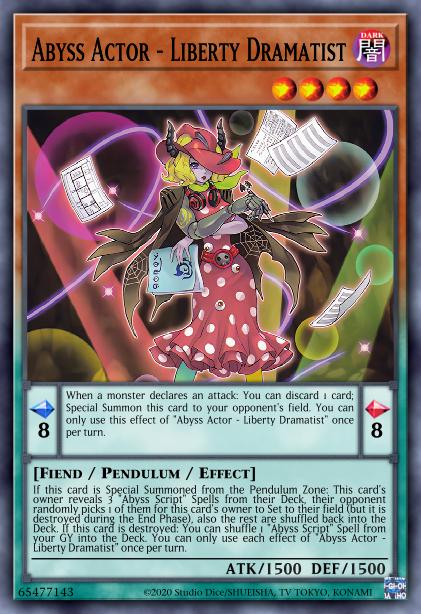 ABYSS ACTOR - LIBERTY DRAMATIST
DARK
闇
When a monster declares an attack: You can discard 1 card;
Special Summon this card to your opponent's field. You can
only use this effect of "Abyss Actor - Liberty Dramatist" once
per turn.
8
8
[FIEND / PENDULUM / EFFECT]
If this card is Special Summoned from the Pendulum Zone: This card's
owner reveals 3 "Abyss Script" Spells from their Deck, their opponent
randomly picks 1 of them for this card's owner to Set to their field (but it is
destroyed during the End Phase), also the rest are shuffled back into the
Deck. If this card is destroyed: You can shuffle 1 "Abyss Script" Spell from
your GY into the Deck. You can only use each effect of "Abyss Actor -
Liberty Dramatist" once per turn.
ATK/1500 DEF/1500
65477143
©2020 Studio Dice/SHUEISHA, TV TOKYO, KONAMI